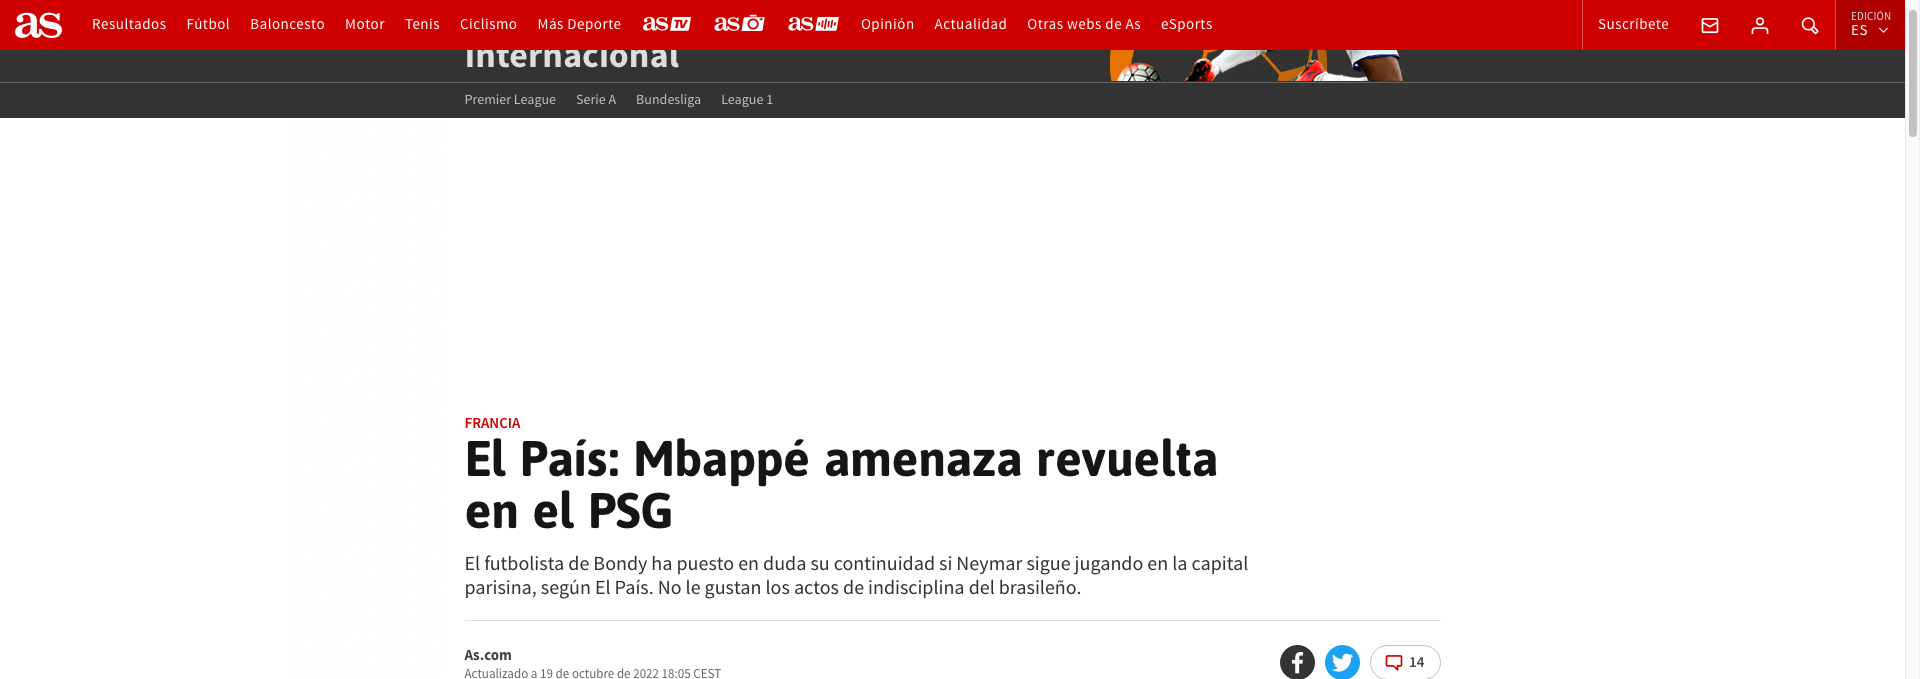 as Resultados Fútbol Baloncesto Motor Tenis Ciclismo Más Deporte as TV as as Opinión Actualidad Otras webs de As eSports Suscríbete EDICIÓN
ES
Internacional
Premier League Serie A Bundesliga League 1
FRANCIA
El País: Mbappé amenaza revuelta
en el PSG
El futbolista de Bondy ha puesto en duda su continuidad si Neymar sigue jugando en la capital
parisina, según El País. No le gustan los actos de indisciplina del brasileño.
As.com
Actualizado a 19 de octubre de 2022 18:05 CEST
14